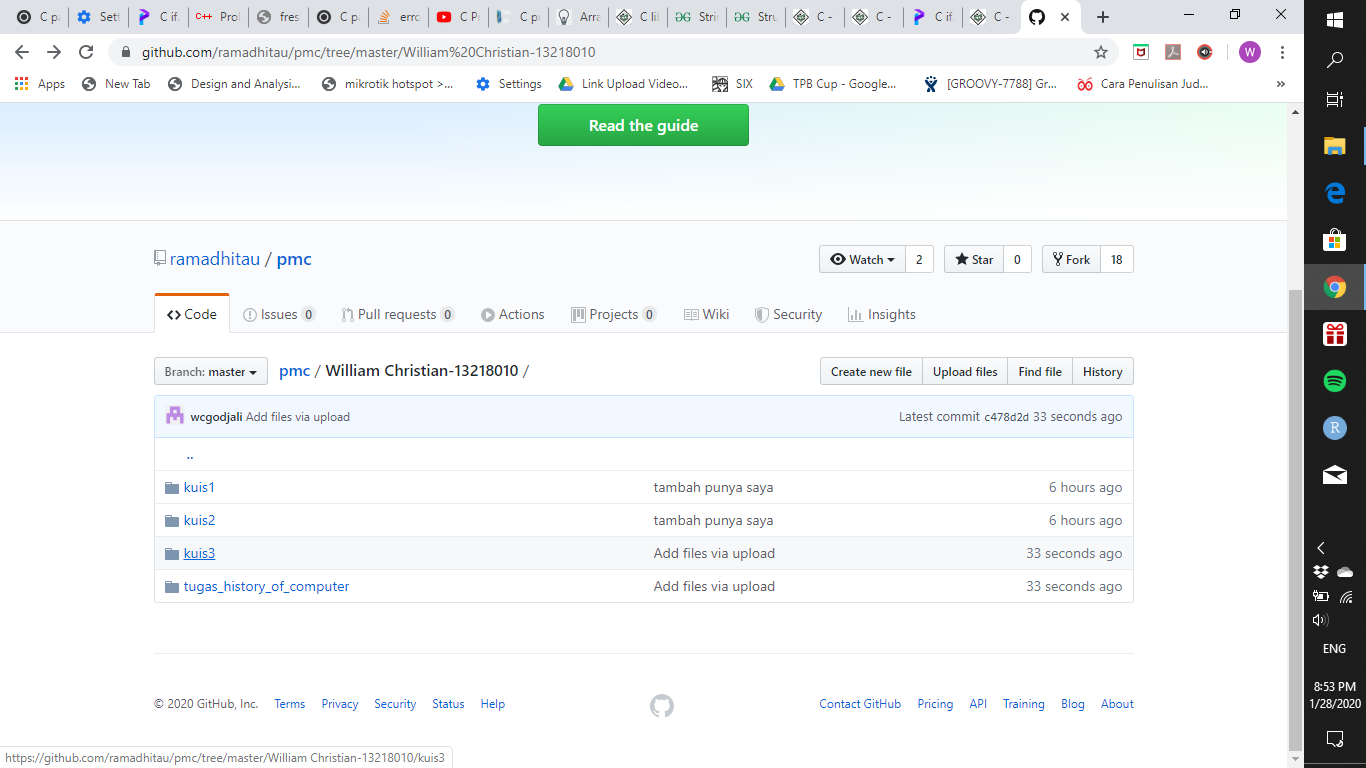 C pa Sett C if. Prol fres C pa erro C Pr C pr Arra C lil Stri Stru C - C - C if. C -
github.com/ramadhitau/pmc/tree/master/William%20Christian-13218010 W
Apps New Tab Design and Analysi... mikrotik hotspot >... Settings Link Upload Video... SIX TPB Cup - Google... [GROOVY-7788] Gr... Cara Penulisan Jud... »
Read the guide
ramadhitau / pmc Watch 2 Star 0 Fork 18
<> Code Issues 0 Pull requests 0 Actions Projects 0 Wiki Security Insights
Branch: master pmc / William Christian-13218010 / Create new file Upload files Find file History
wcgodjali Add files via upload Latest commit c478d2d 33 seconds ago
..
kuis1 tambah punya saya 6 hours ago
kuis2 tambah punya saya 6 hours ago
kuis3 Add files via upload 33 seconds ago
tugas_history_of_computer Add files via upload 33 seconds ago
© 2020 GitHub, Inc. Terms Privacy Security Status Help Contact GitHub Pricing API Training Blog About
https://github.com/ramadhitau/pmc/tree/master/William Christian-13218010/kuis3
R
ENG
8:53 PM
1/28/2020